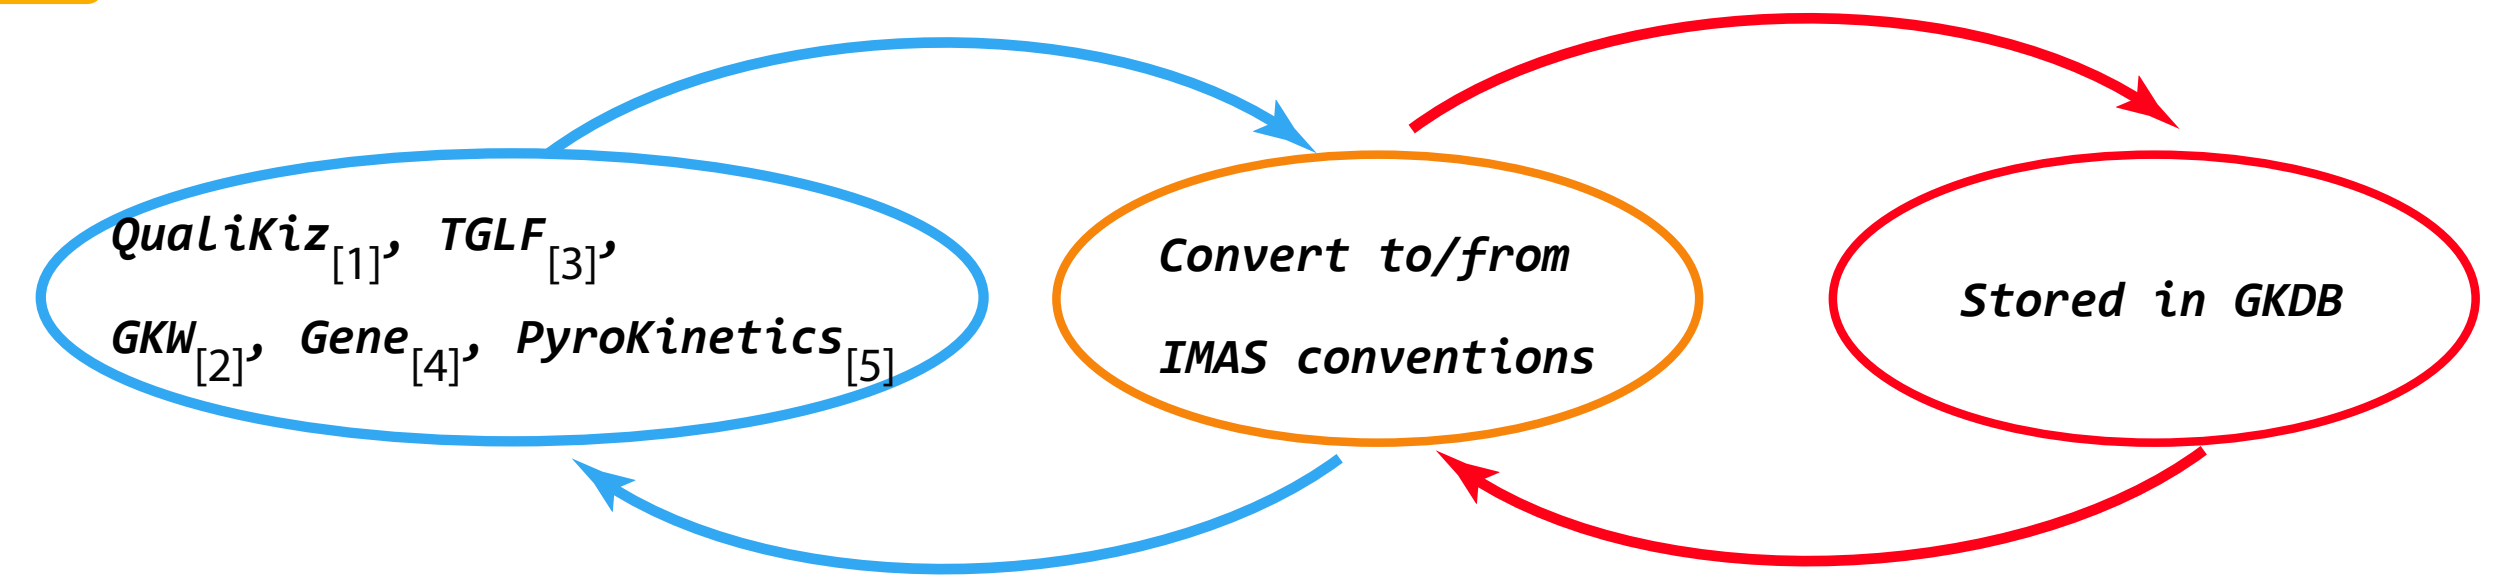 QualiKiz[1], TGLF[3],
GKW[2], Gene[4], PyroKinetics[5]
Convert to/from
IMAS conventions
Stored in GKDB